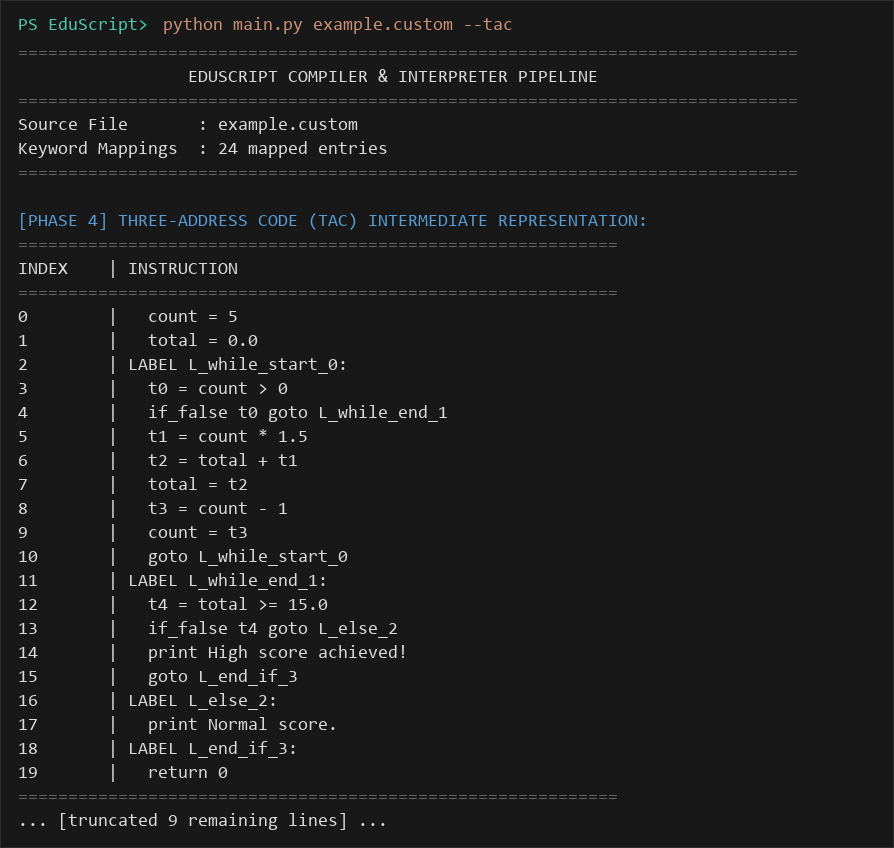 PS EduScript> python main.py example.custom --tac
==============================================================================
                 EDUSCRIPT COMPILER & INTERPRETER PIPELINE
==============================================================================
Source File       : example.custom
Keyword Mappings  : 24 mapped entries
==============================================================================
[PHASE 4] THREE-ADDRESS CODE (TAC) INTERMEDIATE REPRESENTATION:
============================================================
INDEX    | INSTRUCTION
============================================================
0        |   count = 5
1        |   total = 0.0
2        | LABEL L_while_start_0:
3        |   t0 = count > 0
4        |   if_false t0 goto L_while_end_1
5        |   t1 = count * 1.5
6        |   t2 = total + t1
7        |   total = t2
8        |   t3 = count - 1
9        |   count = t3
10       |   goto L_while_start_0
11       | LABEL L_while_end_1:
12       |   t4 = total >= 15.0
13       |   if_false t4 goto L_else_2
14       |   print High score achieved!
15       |   goto L_end_if_3
16       | LABEL L_else_2:
17       |   print Normal score.
18       | LABEL L_end_if_3:
19       |   return 0
============================================================
... [truncated 9 remaining lines] ...